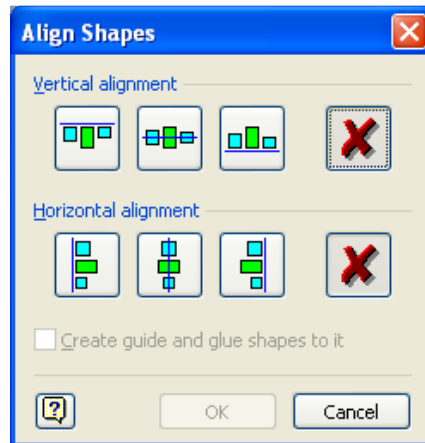 Align Shapes
Vertical alignment
Horizontal alignment
Create guide and glue shapes to it
?
OK
Cancel